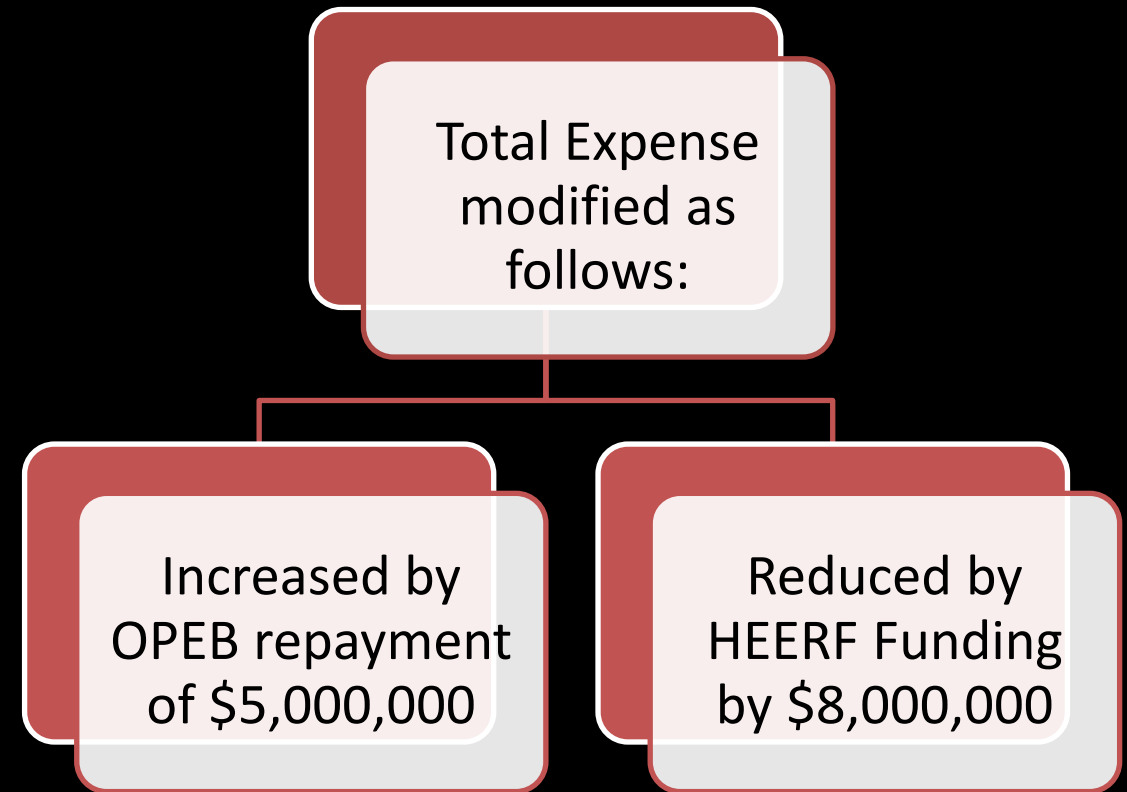 Total Expense
modified as
follows:
Increased by
OPEB repayment
of $5,000,000
Reduced by
HEERF Funding
by $8,000,000